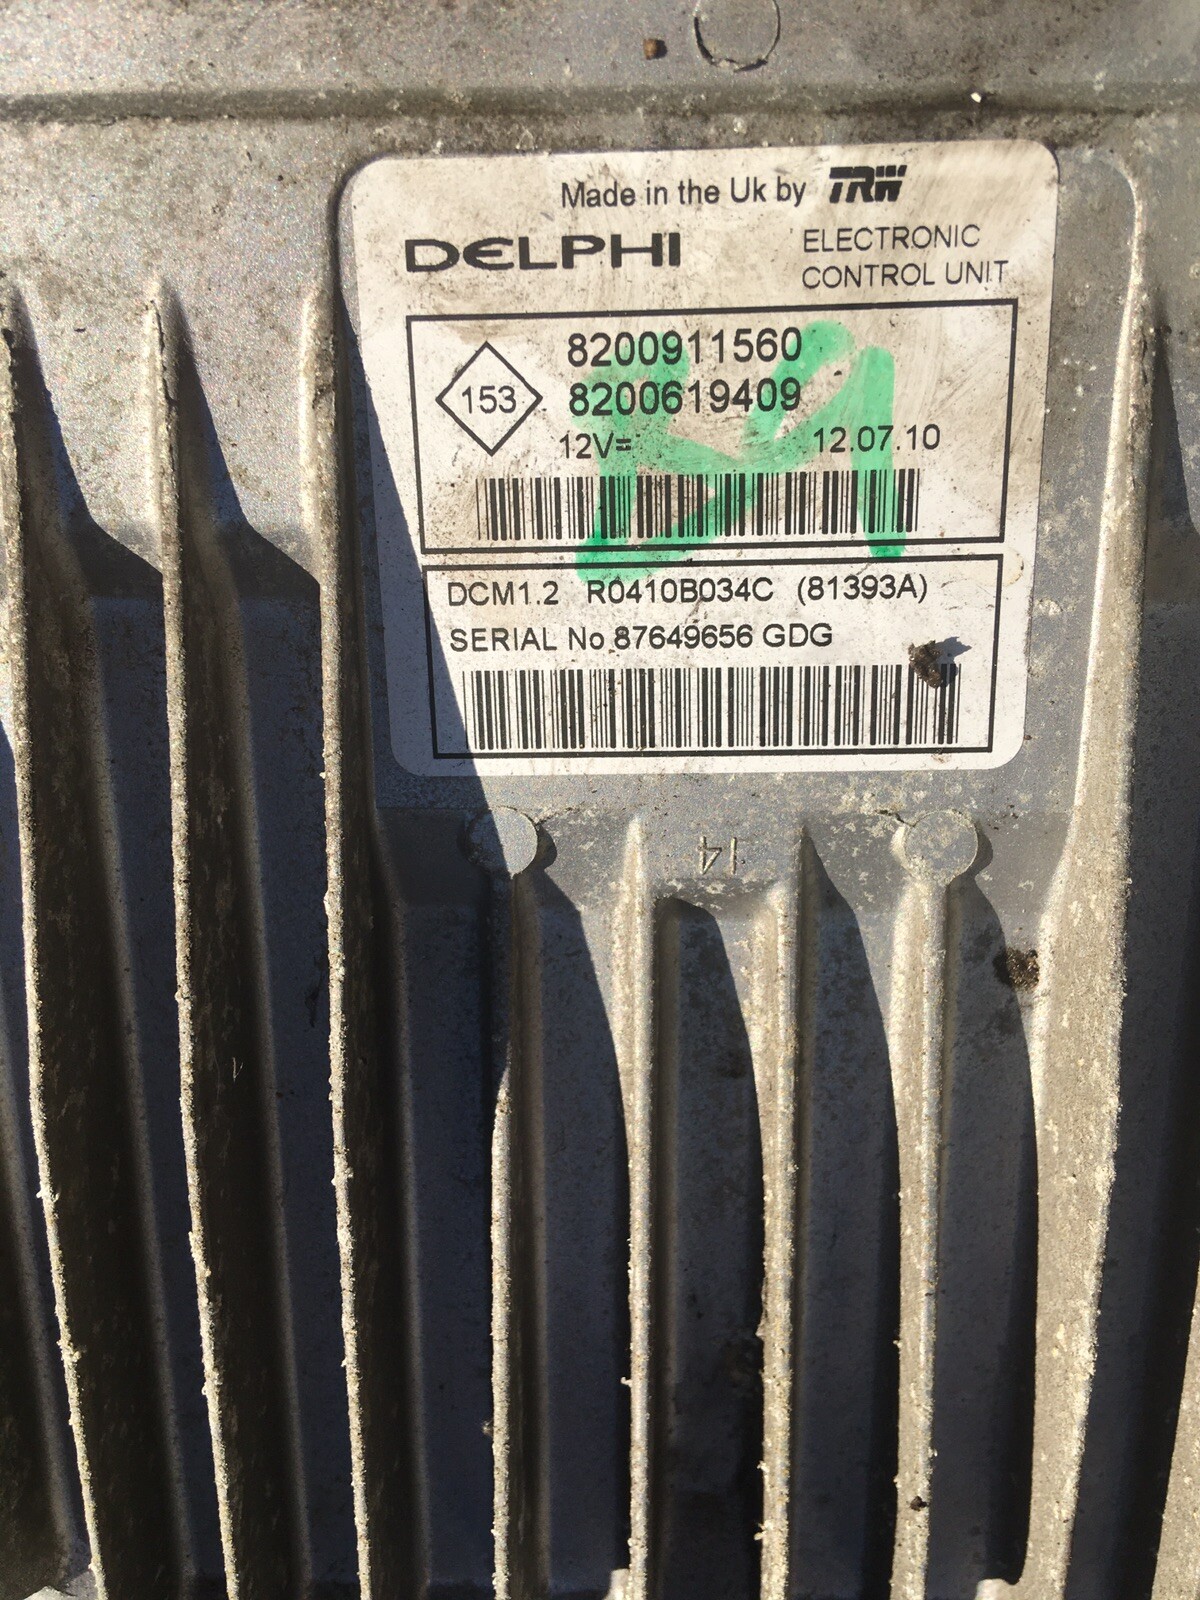 Made in the Uk by TRW
DELPHI
ELECTRONIC
CONTROL UNIT
8200911560
153
8200619409
12V=
12.07.10
DCM1.2 R0410B034C (81393A)
SERIAL No 87649656 GDG
14